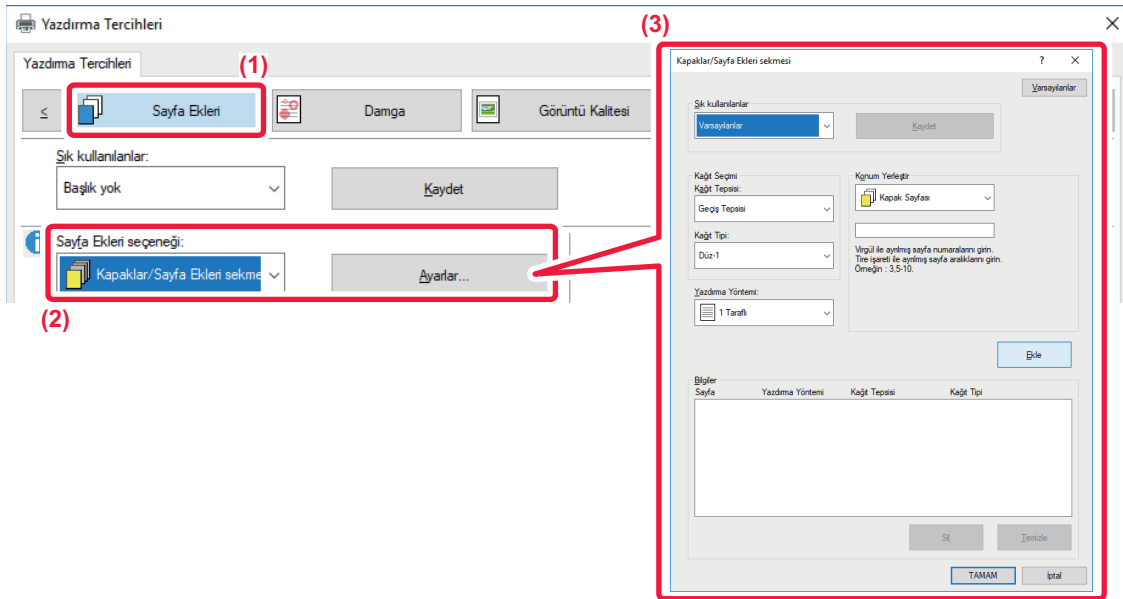 Yazdırma Tercihleri
Yazdırma Tercihleri
(1)
≤ Sayfa Ekleri Damga Görüntü Kalitesi
Sık kullanılanlar:
Başlık yok Kaydet
Sayfa Ekleri seçeneği:
Kapaklar/Sayfa Ekleri sekme Ayarlar...
(2)
(3)
Kapaklar/Sayfa Ekleri sekmesi ?
Varsayılanlar
Sık kullanılanlar
Varsayılanlar Kaydet
Kağıt Seçimi
Kağıt Tepsisi:
Geçiş Tepsisi
Kağıt Tipi:
Düz-1
Yazdırma Yöntemi:
1 Taraflı
Konum Yerleştir
Kapak Sayfası
Virgül ile ayrılmış sayfa numaralarını girin.
Tire işareti ile ayrılmış sayfa aralıklarını girin.
Örneğin : 3,5-10.
Ekle
Bilgiler
Sayfa Yazdırma Yöntemi Kağıt Tepsisi Kağıt Tipi
Sil Temizle
TAMAM İptal